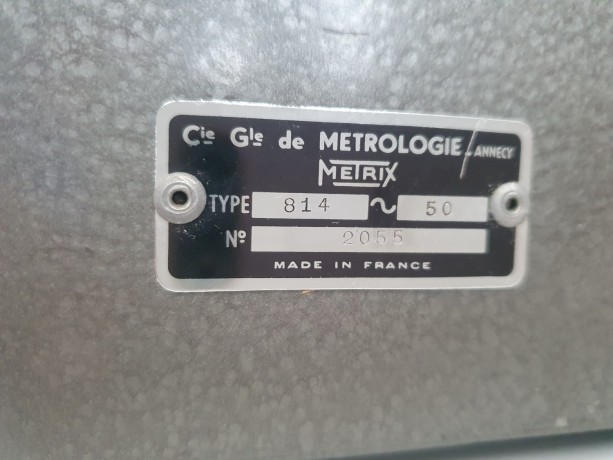 Cie Gle de METROLOGIE - ANNECY
METRIX
TYPE 814 ~ 50
No 2055
MADE IN FRANCE